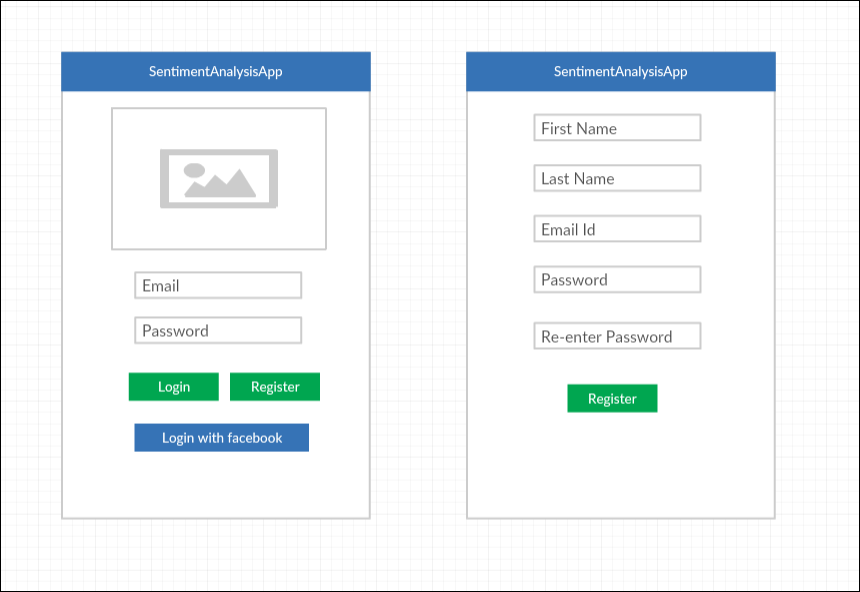 SentimentAnalysisApp
Email
Password
Login
Register
Login with facebook
SentimentAnalysisApp
First Name
Last Name
Email Id
Password
Re-enter Password
Register